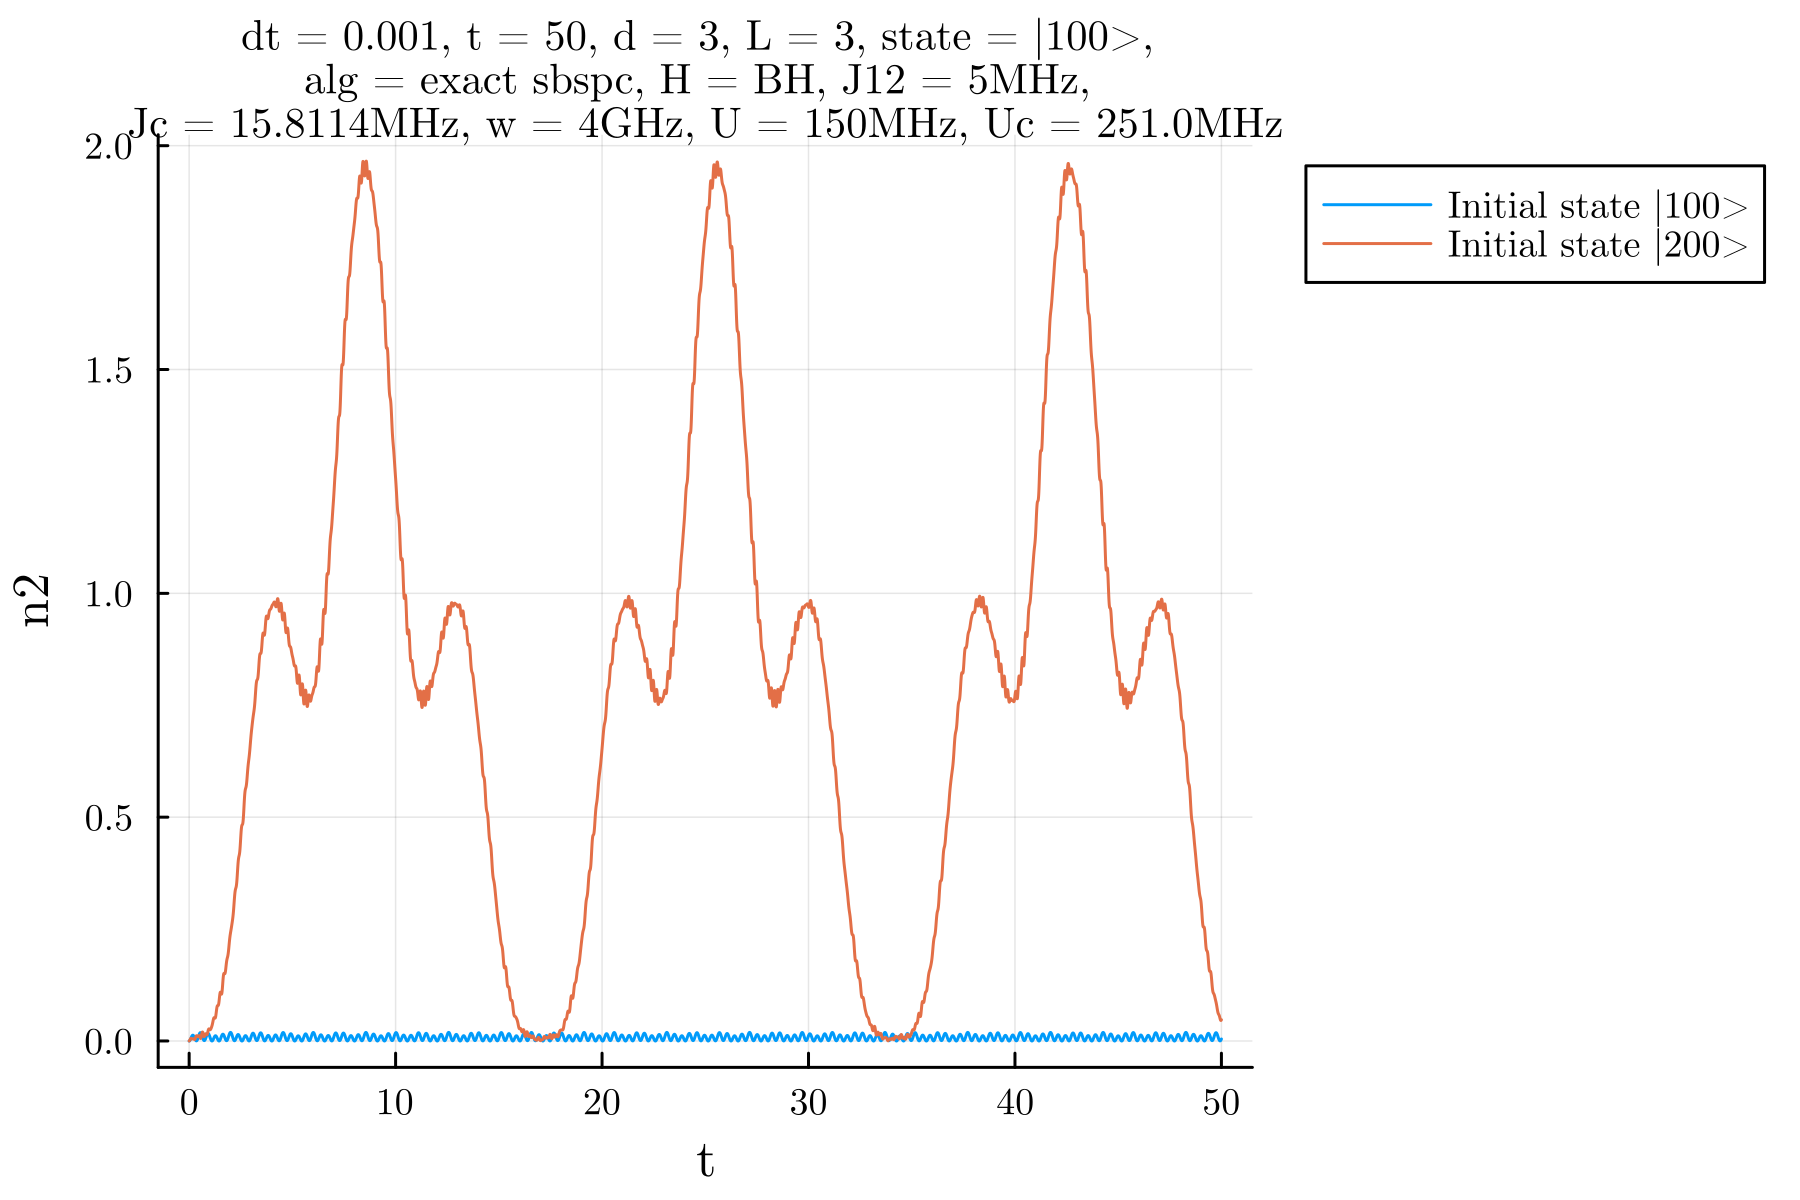 dt = 0.001, t = 50, d = 3, L = 3, state = |100>,
alg = exact sbspc, H = BH, J12 = 5MHz,
Jc = 15.8114MHz, w = 4GHz, U = 150MHz, Uc = 251.0MHz
2.0
1.5
1.0
0.5
0.0
n2
0 10 20 30 40 50
t
Initial state |100>
Initial state |200>